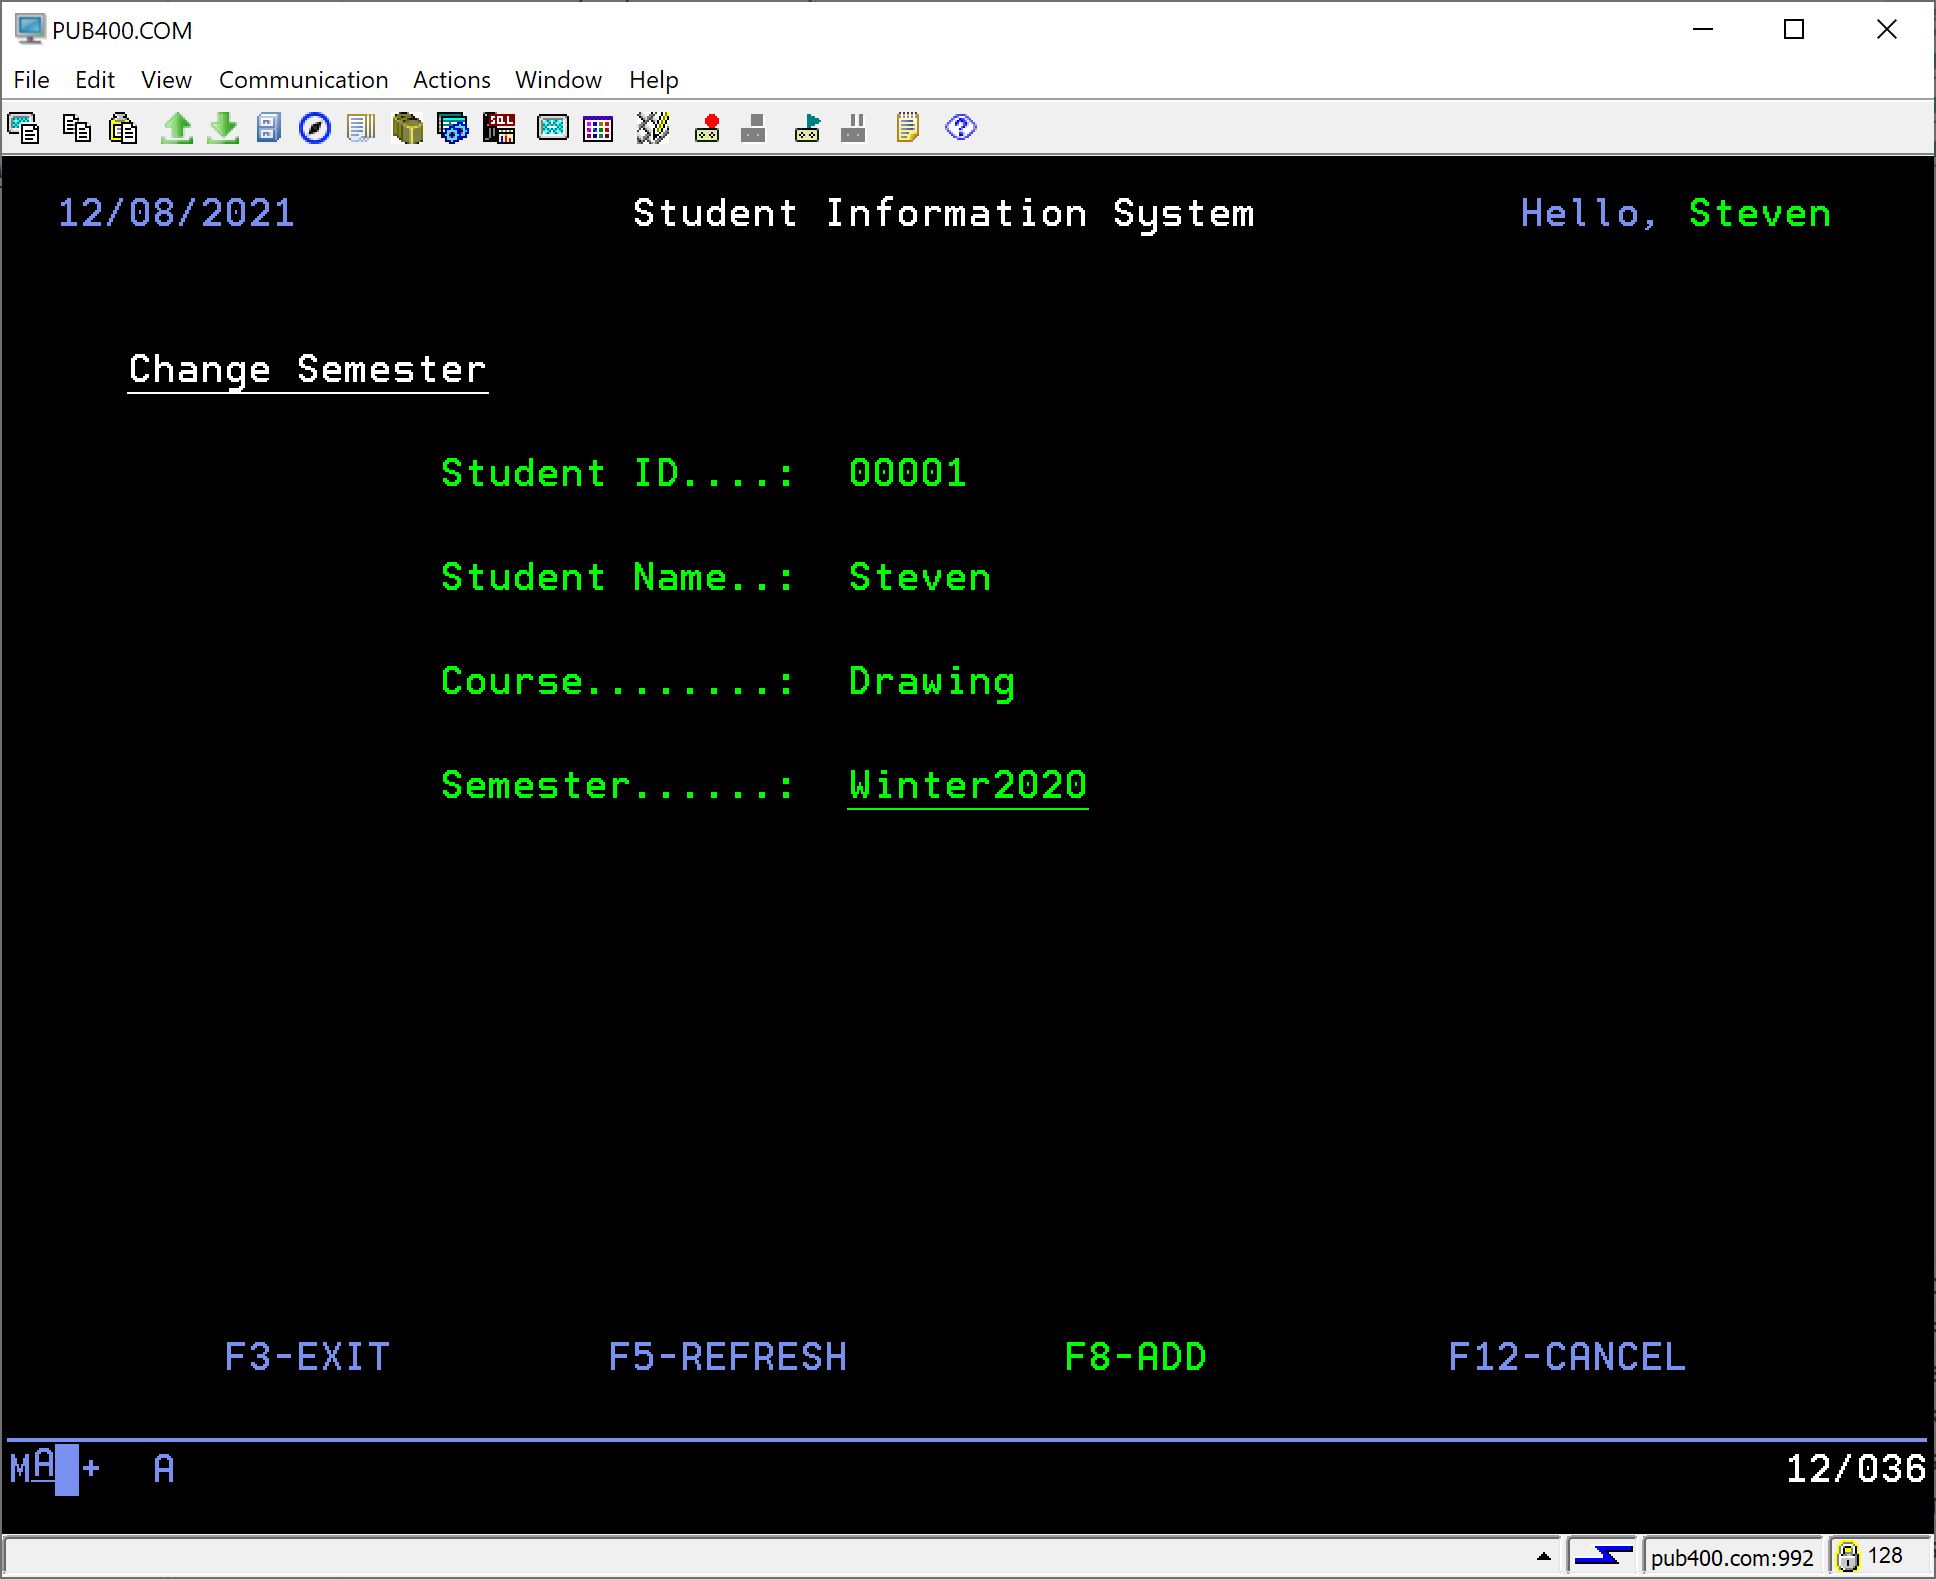 PUB400.COM
File Edit View Communication Actions Window Help
SQL
12/08/2021 Student Information System Hello, Steven
Change Semester
Student ID....: 00001
Student Name..: Steven
Course........: Drawing
Semester......: Winter2020
F3-EXIT F5-REFRESH F8-ADD F12-CANCEL
MA + A 12/036
pub400.com:992 128